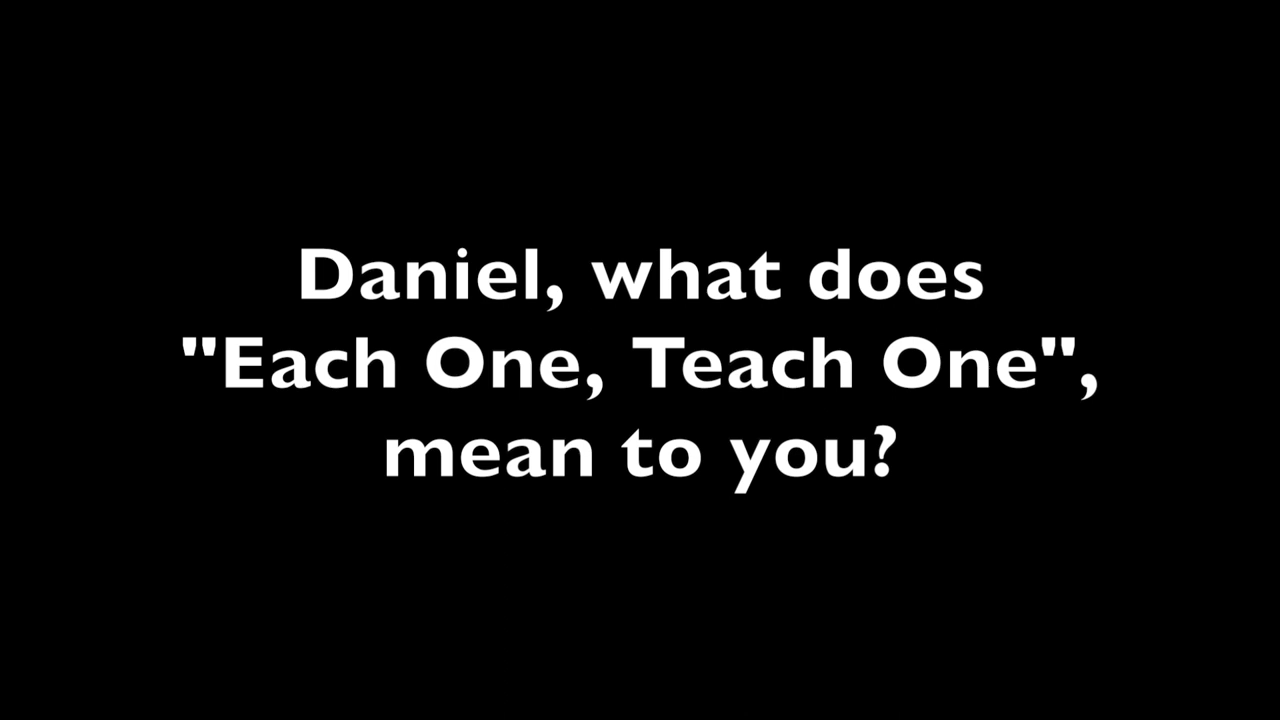 Daniel, what does
"Each One, Teach One",
mean to you?